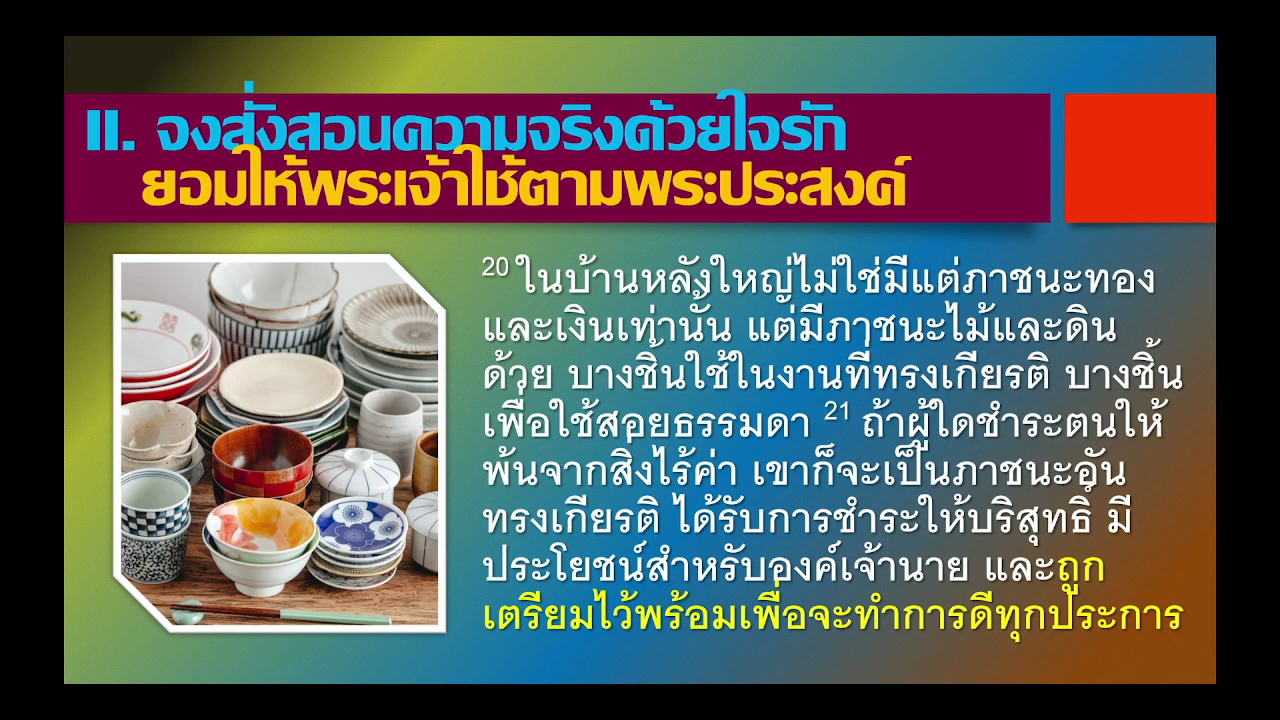 II. จงสั่งสอนความจริงด้วยใจรัก
ยอมให้พระเจ้าใช้ตามพระประสงค์
20 ในบ้านหลังใหญ่ไม่ใช่มีแต่ภาชนะทอง
และเงินเท่านั้น แต่มีภาชนะไม้และดิน
ด้วย บางชิ้นใช้ในงานที่ทรงเกียรติ บางชิ้น
เพื่อใช้สอยธรรมดา 21 ถ้าผู้ใดชำระตนให้
พ้นจากสิ่งไร้ค่า เขาก็จะเป็นภาชนะอัน
ทรงเกียรติ ได้รับการชำระให้บริสุทธิ์ มี
ประโยชน์สำหรับองค์เจ้านาย และถูก
เตรียมไว้พร้อมเพื่อจะทำการดีทุกประการ